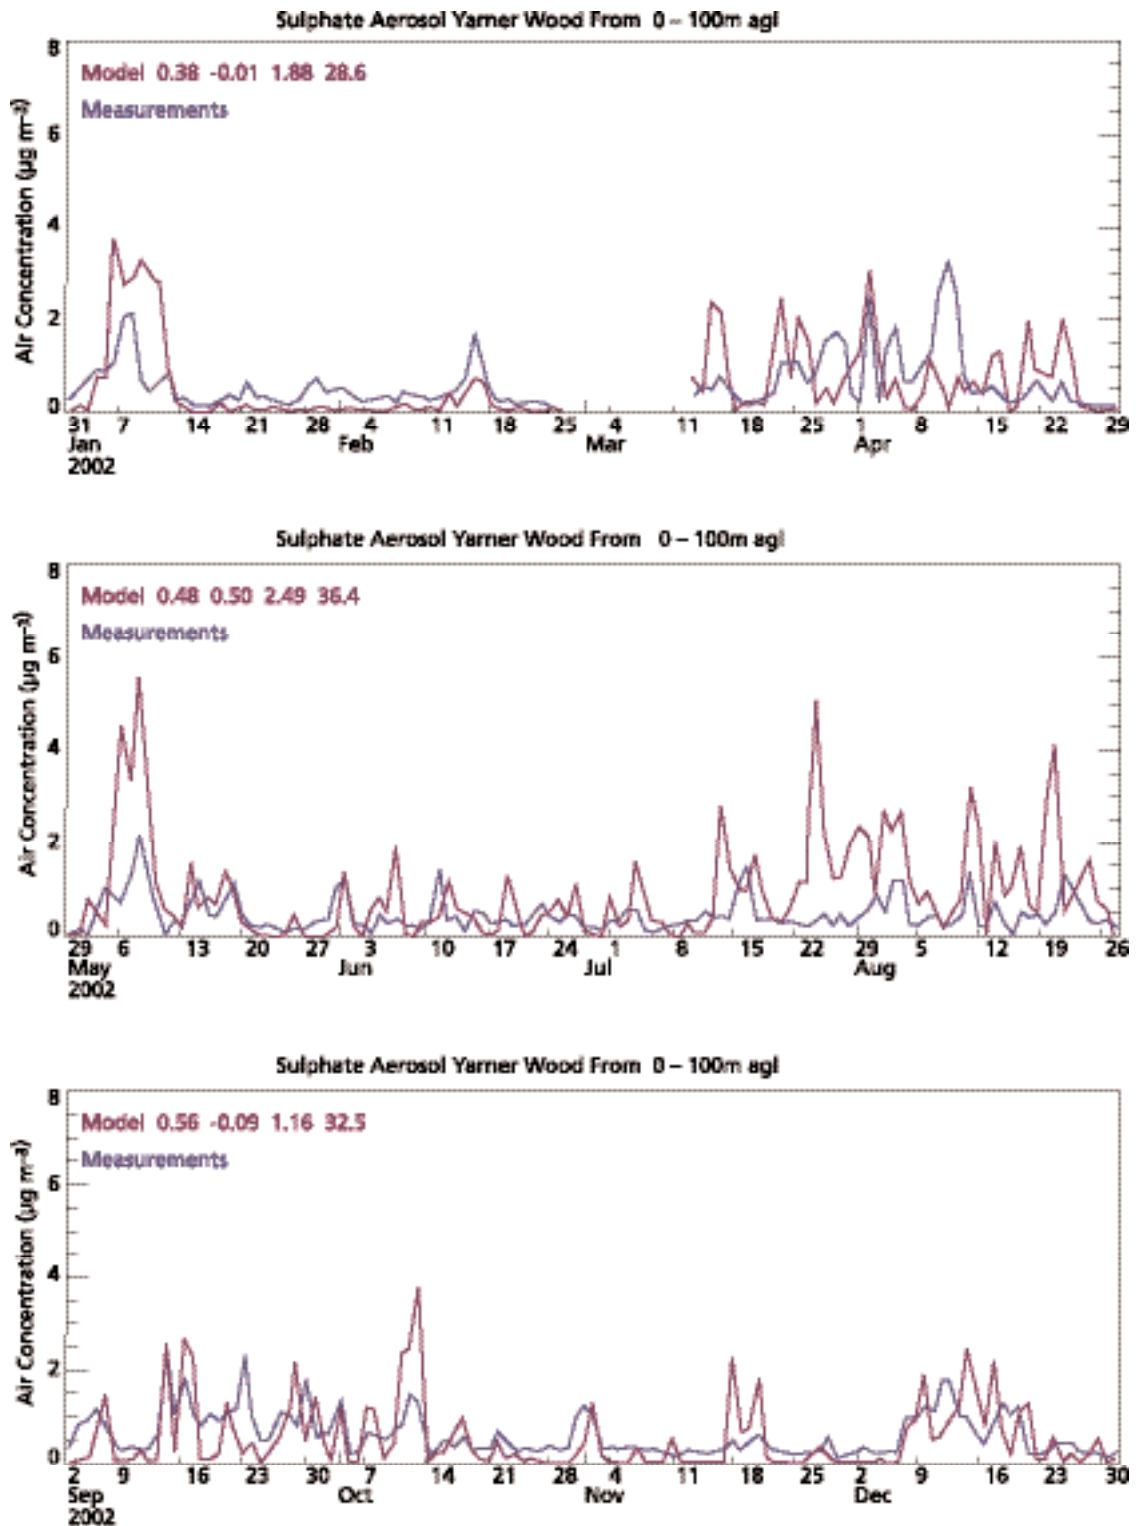 Sulphate Aerosol Yarner Wood From 0 – 100m agl
8
Model 0.38 -0.01 1.88 28.6
Measurements
6
4
2
0
Air Concentration (µg m⁻³)
31 7 14 21 28 4 11 18 25 4 11 18 25 1 8 15 22 29
Jan Feb Mar Apr
2002
Sulphate Aerosol Yarner Wood From 0 – 100m agl
8
Model 0.48 0.50 2.49 36.4
Measurements
6
4
2
0
Air Concentration (µg m⁻³)
29 6 13 20 27 3 10 17 24 1 8 15 22 29 5 12 19 26
May Jun Jul Aug
2002
Sulphate Aerosol Yarner Wood From 0 – 100m agl
8
Model 0.56 -0.09 1.16 32.5
Measurements
6
4
2
0
Air Concentration (µg m⁻³)
2 9 16 23 30 7 14 21 28 4 11 18 25 2 9 16 23 30
Sep Oct Nov Dec
2002